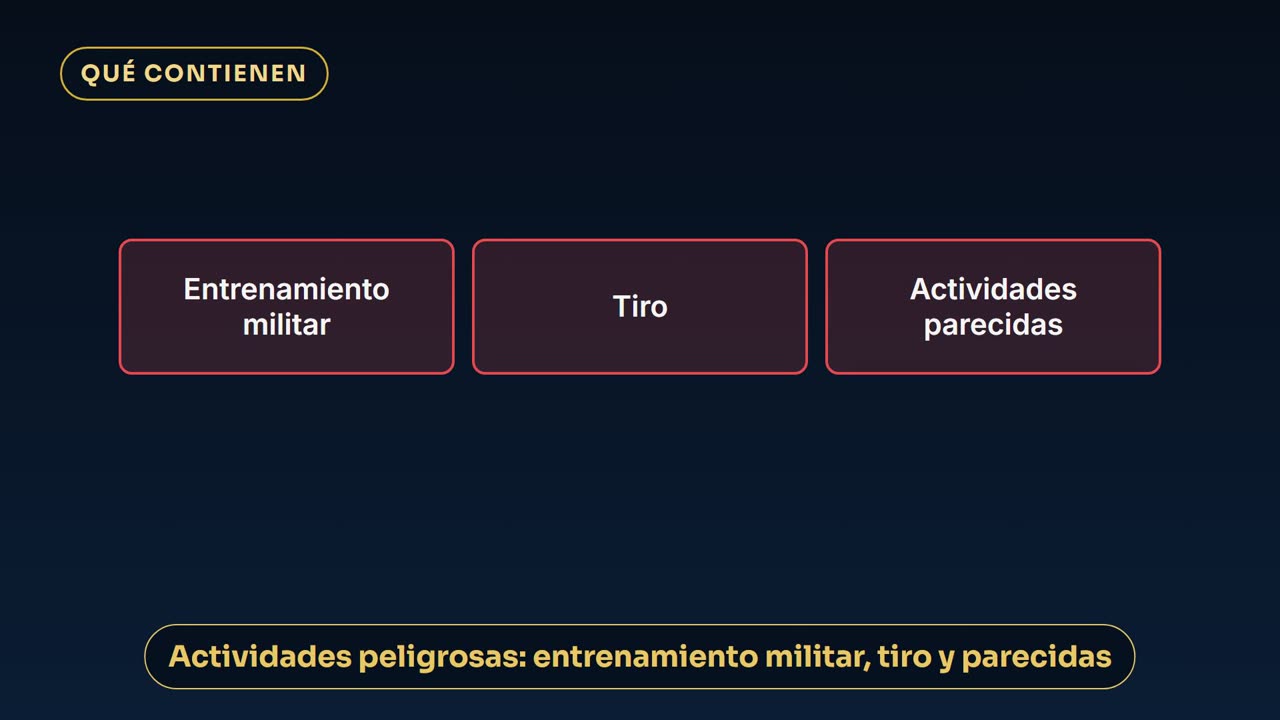 QUÉ CONTIENEN
Entrenamiento
militar
Tiro
Actividades
parecidas
Actividades peligrosas: entrenamiento militar, tiro y parecidas